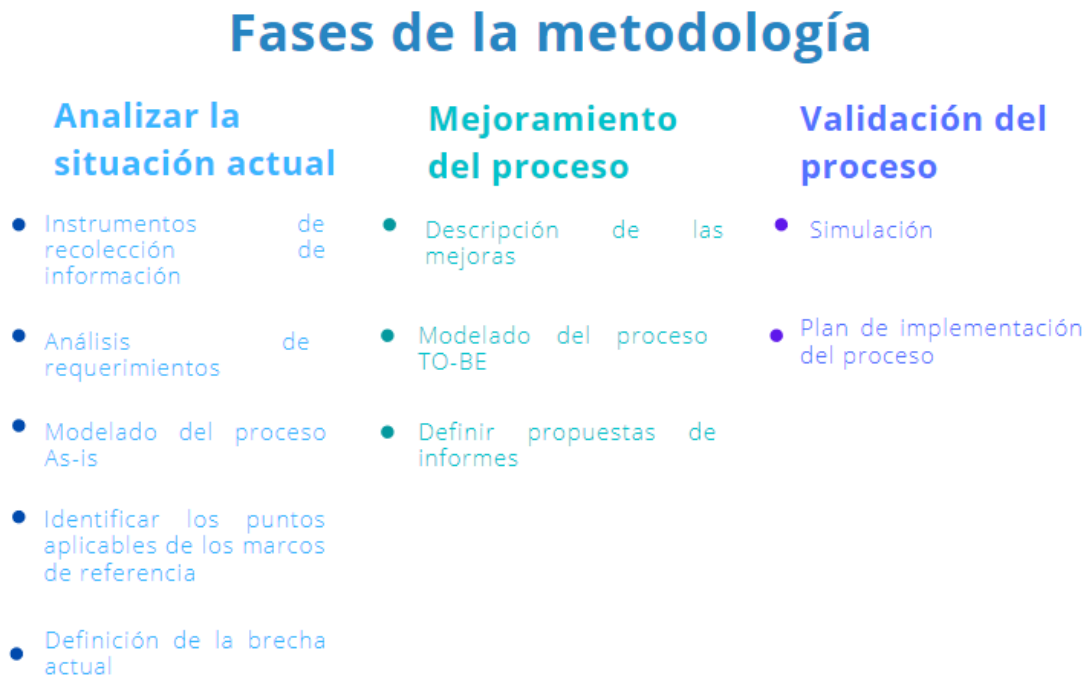 Fases de la metodología
Analizar la
situación actual
Instrumentos de
recolección de
información
Análisis de
requerimientos
Modelado del proceso
As-is
Identificar los puntos
aplicables de los marcos
de referencia
Definición de la brecha
actual
Mejoramiento
del proceso
Descripción de las
mejoras
Modelado del proceso
TO-BE
Definir propuestas de
informes
Validación del
proceso
Simulación
Plan de implementación
del proceso